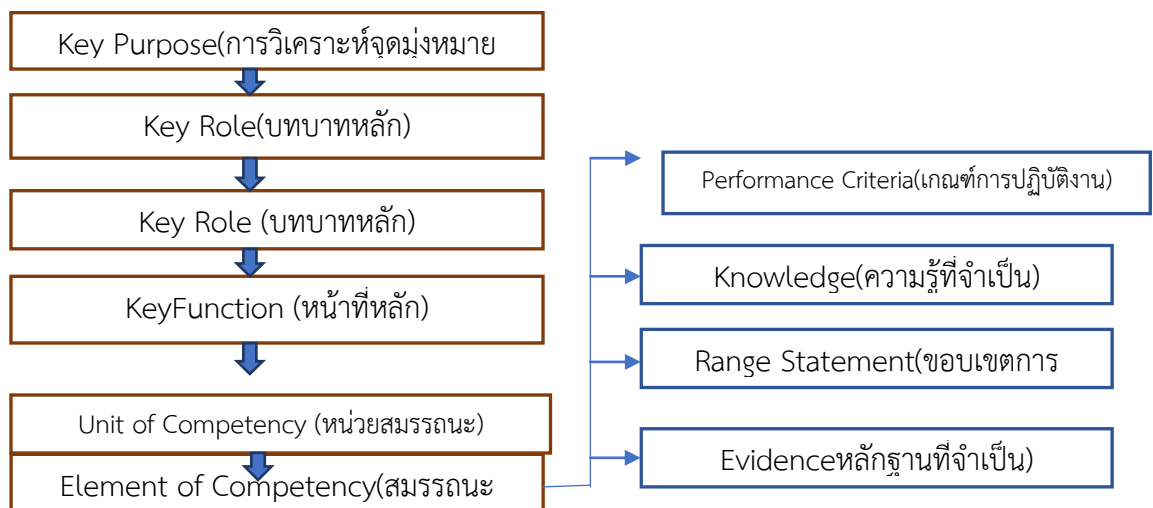 Key Purpose(การวิเคราะห์จุดมุ่งหมาย
Key Role(บทบาทหลัก)
Key Role (บทบาทหลัก)
KeyFunction (หน้าที่หลัก)
Unit of Competency (หน่วยสมรรถนะ)
Element of Competency(สมรรถนะ
Performance Criteria(เกณฑ์การปฏิบัติงาน)
Knowledge(ความรู้ที่จำเป็น)
Range Statement(ขอบเขตการ
Evidenceหลักฐานที่จำเป็น)